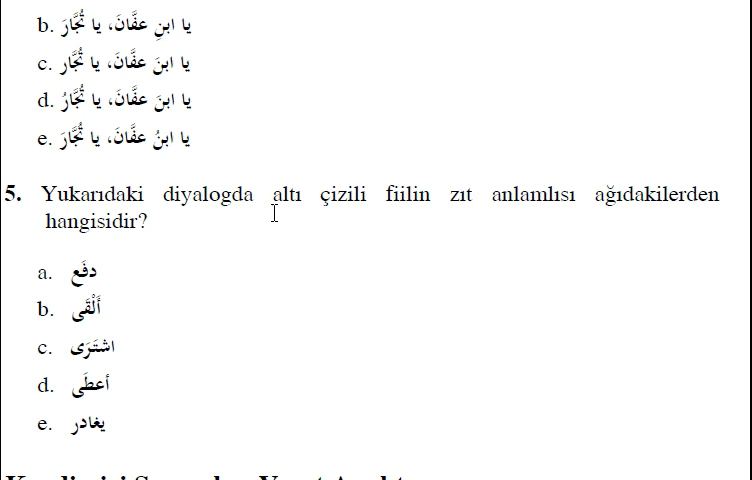 b. يا ابنِ عفَّانَ، يا تُجَّارَ
c. يا ابنَ عفَّانَ، يا تُجَّار
d. يا ابنَ عفَّانَ، يا تُجَّارُ
e. يا ابنُ عفَّانَ، يا تُجَّارَ
5. Yukarıdaki diyalogda altı çizili fiilin zıt anlamlısı ağıdakilerden
hangisidir?
a. دفَع
b. أَلْقَى
c. اشتَرَى
d. أعطَى
e. يغادر